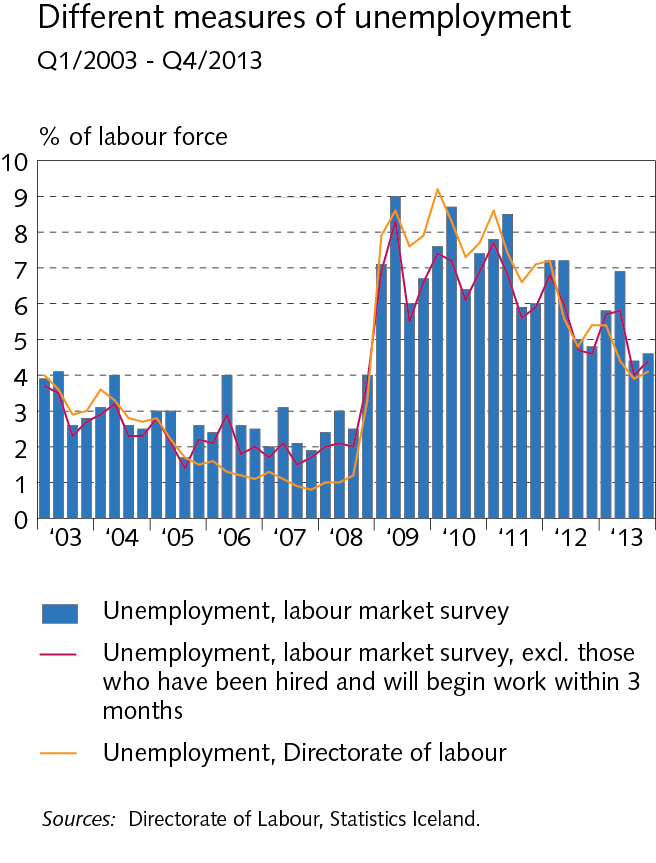 Different measures of unemployment
Q1/2003 - Q4/2013
% of labour force
10
9
8
7
6
5
4
3
2
1
0
‘03 ‘04 ‘05 ‘06 ‘07 ‘08 ‘09 ‘10 ‘11 ‘12 ‘13
Unemployment, labour market survey
Unemployment, labour market survey, excl. those
who have been hired and will begin work within 3
months
Unemployment, Directorate of labour
Sources: Directorate of Labour, Statistics Iceland.